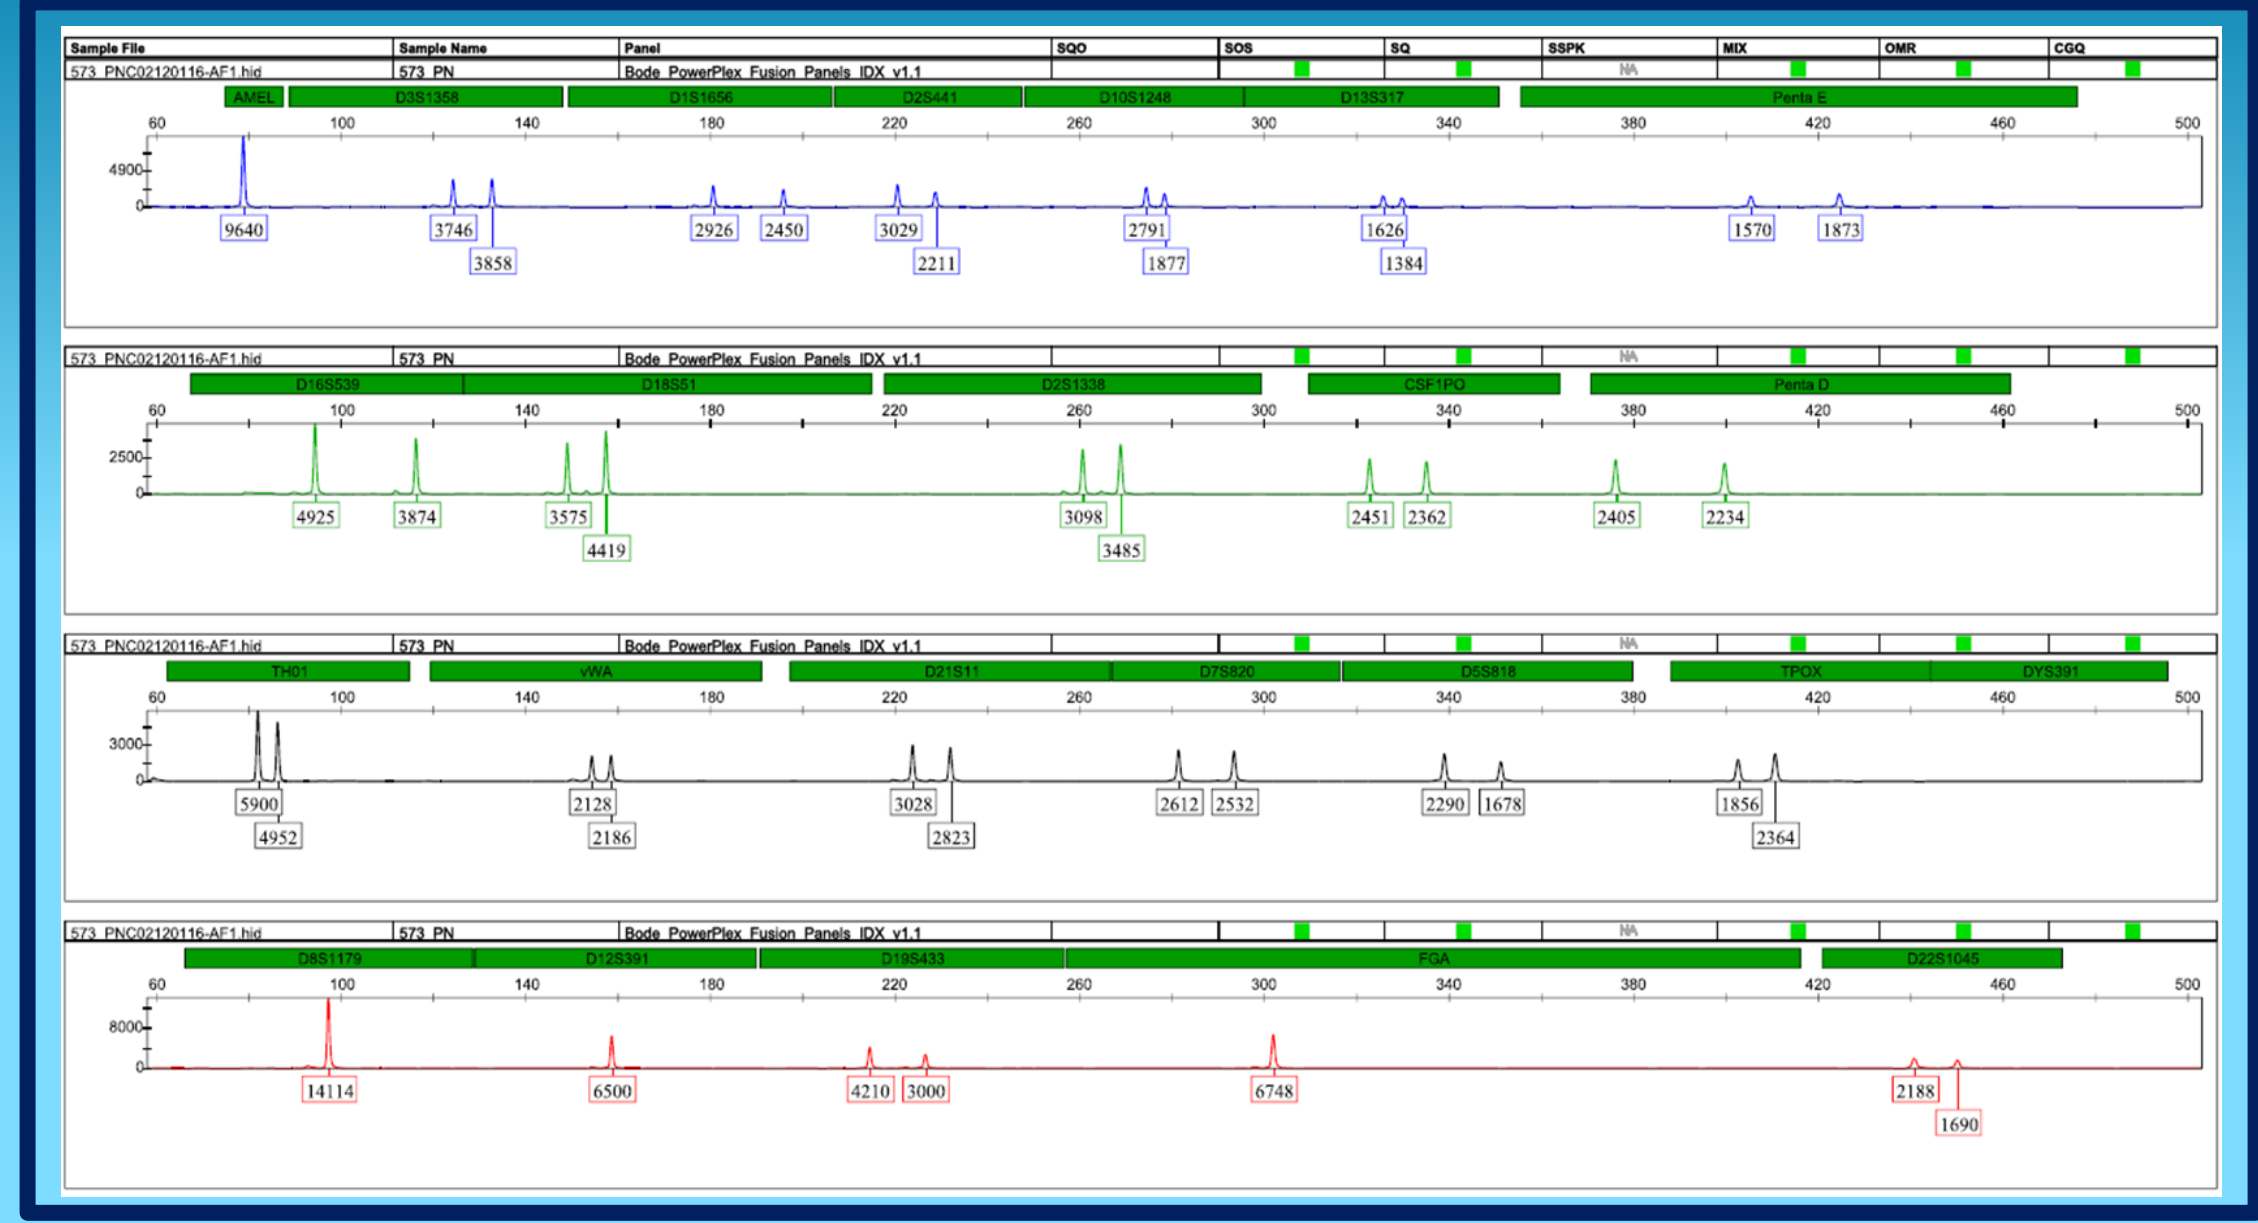 Sample File Sample Name Panel SQO SOS SQ SSPK MIX OMR CGQ
573_PNC02120116-AF1.hid 573_PN Bode_PowerPlex_Fusion_Panels_IDX_v1.1 NA
AMEL D3S1358 D1S1656 D2S441 D10S1248 D13S317 Penta E
60 100 140 180 220 260 300 340 380 420 460 500
4900
0
9640 3746 2926 2450 3029 2791 1626 1570 1873
3858 2211 1877 1384
573_PNC02120116-AF1.hid 573_PN Bode_PowerPlex_Fusion_Panels_IDX_v1.1 NA
D16S539 D18S51 D2S1338 CSF1PO Penta D
60 100 140 180 220 260 300 340 380 420 460 500
2500
0
4925 3874 3575 3098 2451 2362 2405 2234
4419 3485
573_PNC02120116-AF1.hid 573_PN Bode_PowerPlex_Fusion_Panels_IDX_v1.1 NA
TH01 vWA D21S11 D7S820 D5S818 TPOX DYS391
60 100 140 180 220 260 300 340 380 420 460 500
3000
0
5900 2128 3028 2612 2532 2290 1678 1856
4952 2186 2823 2364
573_PNC02120116-AF1.hid 573_PN Bode_PowerPlex_Fusion_Panels_IDX_v1.1 NA
D8S1179 D12S391 D19S433 FGA D22S1045
60 100 140 180 220 260 300 340 380 420 460 500
8000
0
14114 6500 4210 3000 6748 2188
1690